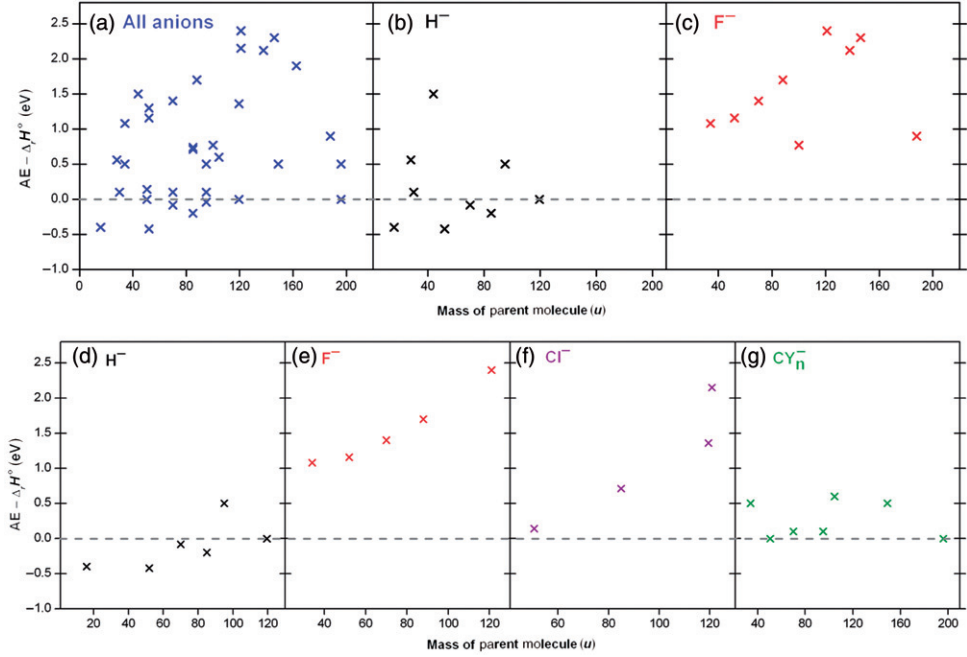 (a) All anions
(b) H⁻
(c) F⁻
2.5
2.0
1.5
1.0
0.5
0.0
−0.5
−1.0
AE − ΔᵣH° (eV)
0 40 80 120 160 200 40 80 120 160 200 40 80 120 160 200
Mass of parent molecule (u)
(d) H⁻
(e) F⁻
(f) Cl⁻
(g) CYₙ⁻
2.5
2.0
1.5
1.0
0.5
0.0
−0.5
−1.0
AE − ΔᵣH° (eV)
20 40 60 80 100 120 20 40 60 80 100 120 40 60 80 100 120 40 80 120 160 200
Mass of parent molecule (u)